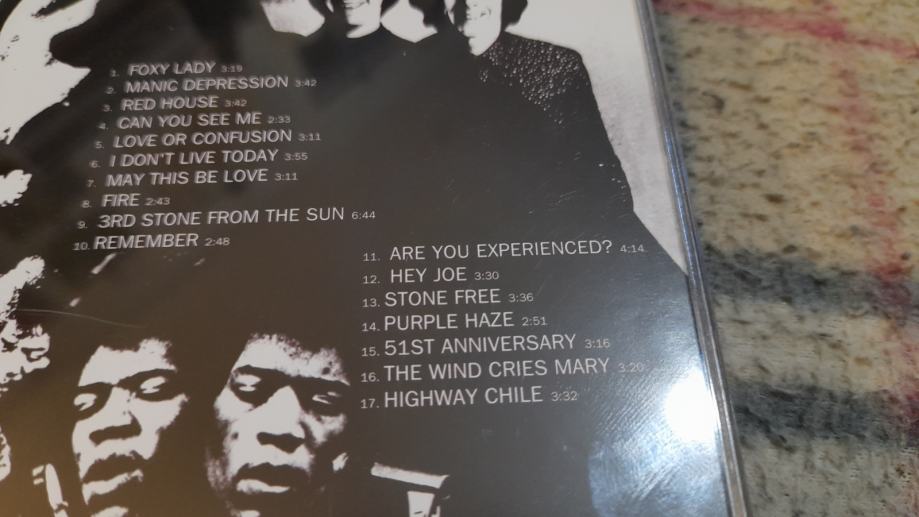 1. FOXY LADY 3:19
2. MANIC DEPRESSION 3:42
3. RED HOUSE 3:42
4. CAN YOU SEE ME 2:33
5. LOVE OR CONFUSION 3:11
6. I DON'T LIVE TODAY 3:55
7. MAY THIS BE LOVE 3:11
8. FIRE 2:43
9. 3RD STONE FROM THE SUN 6:44
10. REMEMBER 2:48
11. ARE YOU EXPERIENCED? 4:14
12. HEY JOE 3:30
13. STONE FREE 3:36
14. PURPLE HAZE 2:51
15. 51ST ANNIVERSARY 3:16
16. THE WIND CRIES MARY 3:20
17. HIGHWAY CHILE 3:32